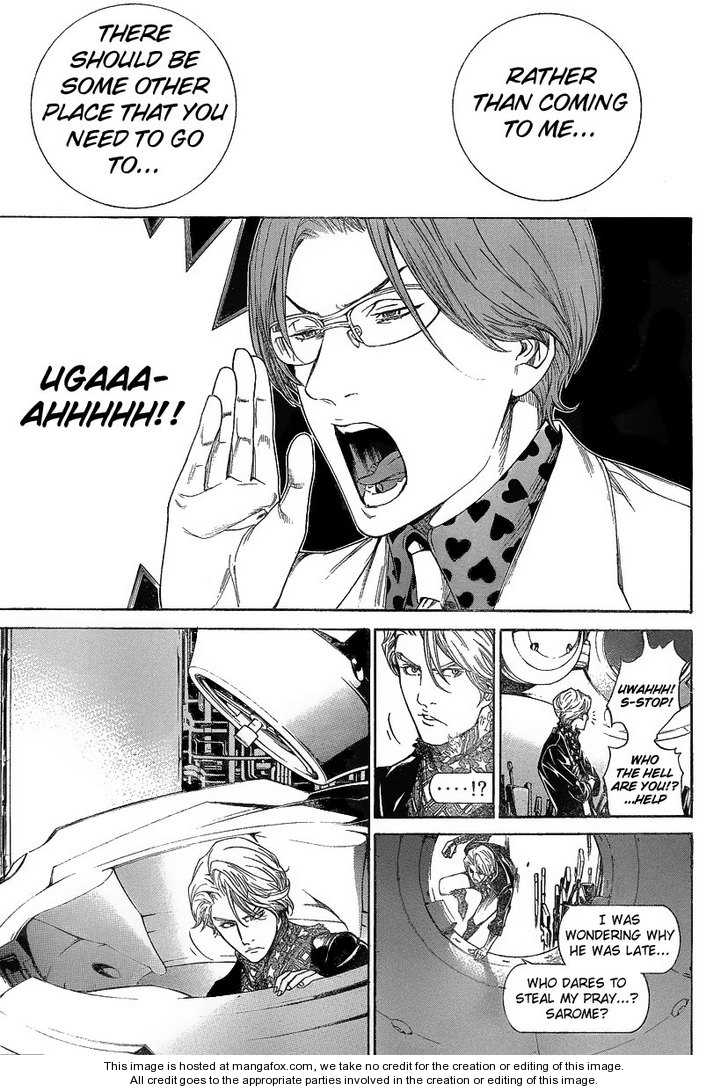 RATHER
THAN COMING
TO ME...
THERE
SHOULD BE
SOME OTHER
PLACE THAT YOU
NEED TO GO
TO...
UGAAA-
AHHHHH!!
UWAHHH!
S-STOP!
WHO
THE HELL
ARE YOU!?
...HELP
....!?
I WAS
WONDERING WHY
HE WAS LATE...
WHO DARES TO
STEAL MY PRAY...?
SAROME?
This image is hosted at mangafox.com, we take no credit for the creation or editing of this image.
All credit goes to the appropriate parties involved in the creation or editing of this image.